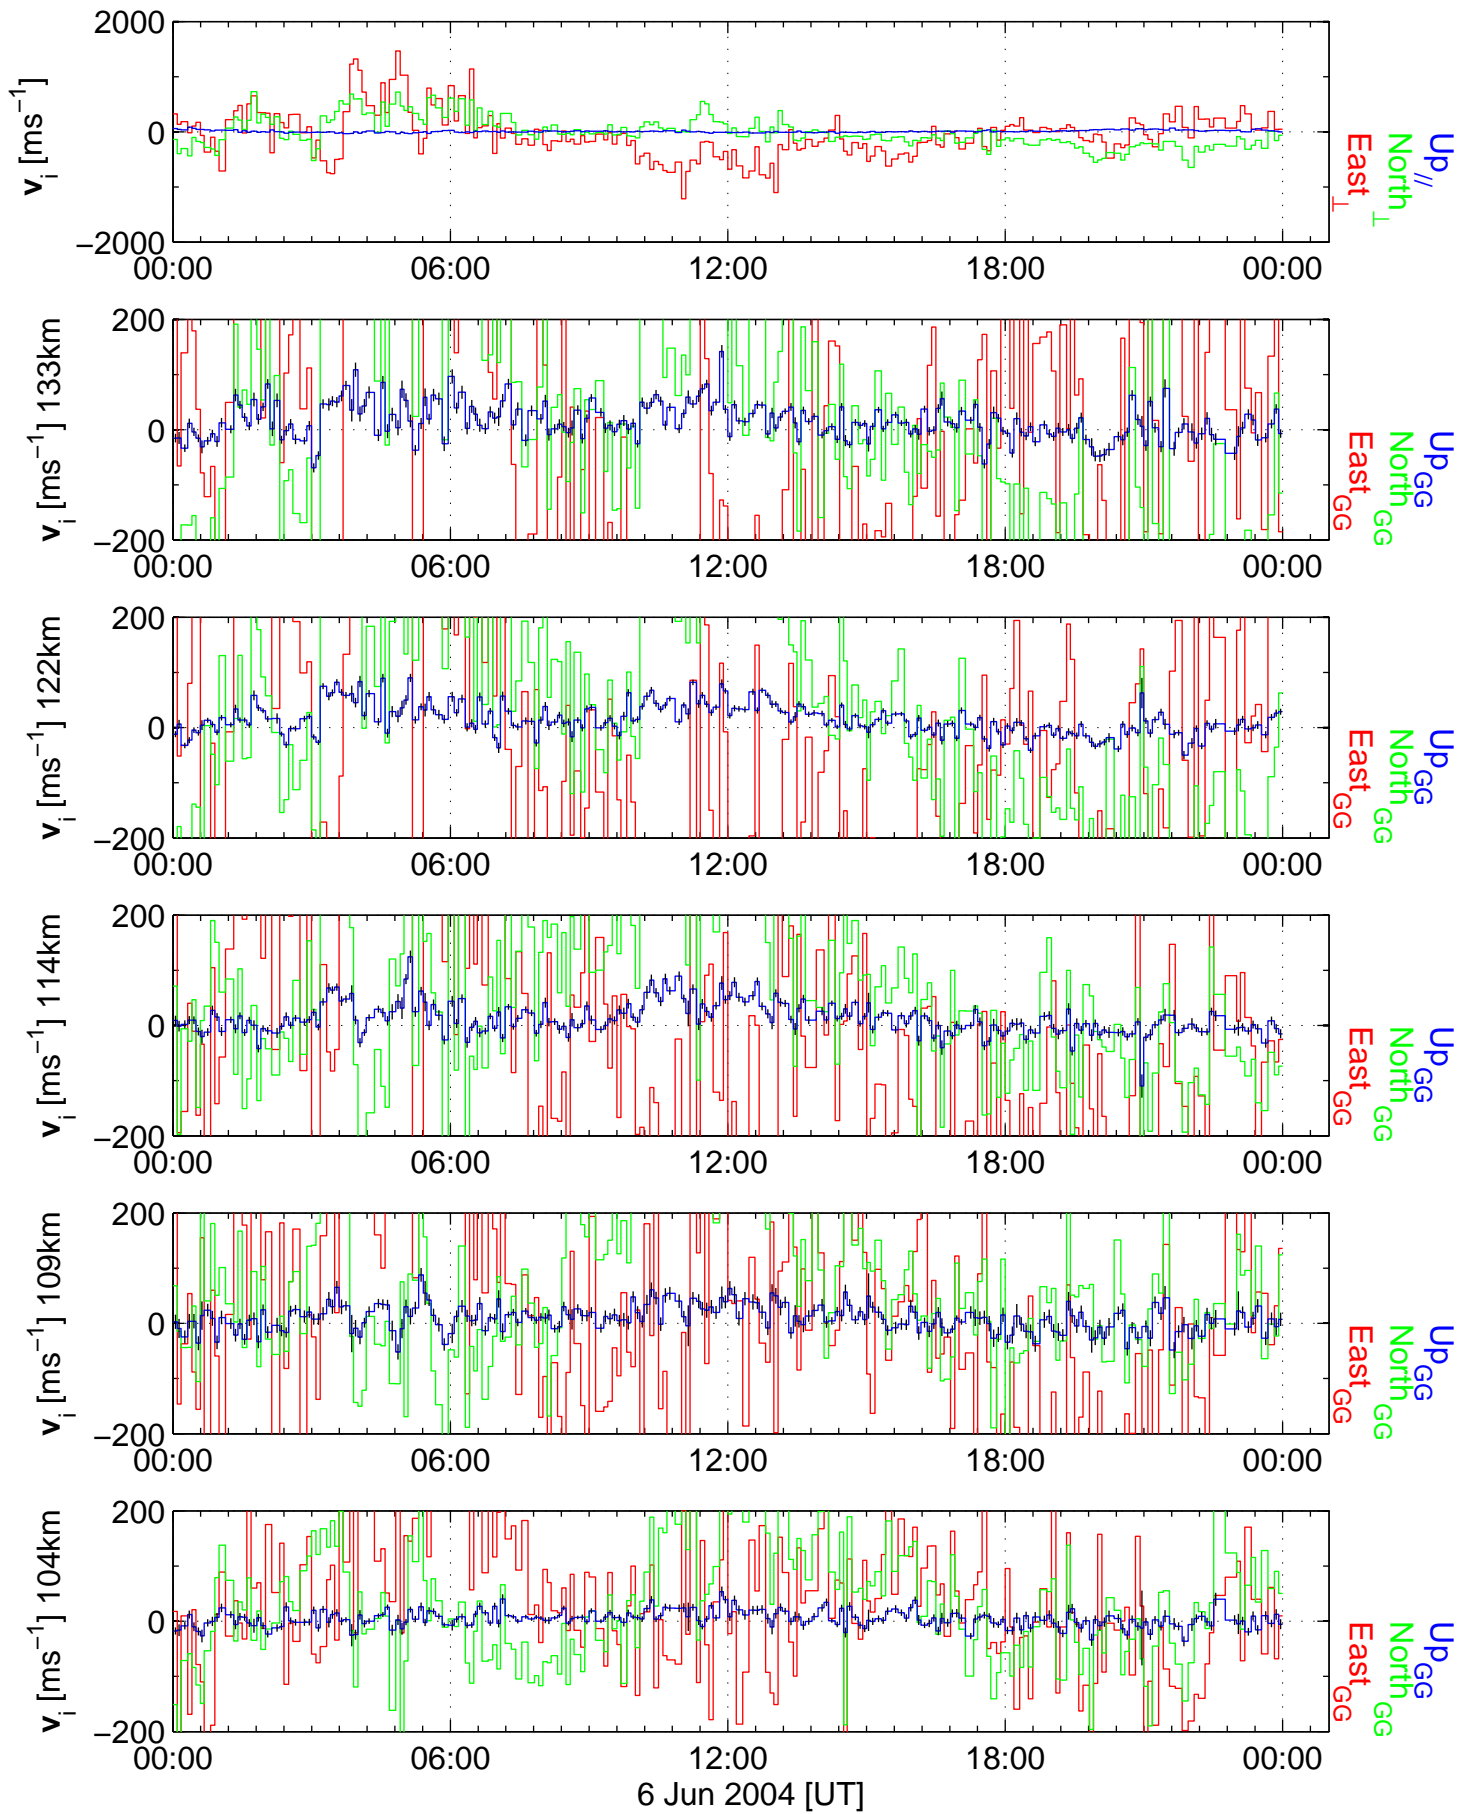 2000
0
−2000
v_i [ms^−1]
Up_//
North_⊥
East_⊥
00:00 06:00 12:00 18:00 00:00
200
0
−200
v_i [ms^−1] 133km
Up_GG
North_GG
East_GG
00:00 06:00 12:00 18:00 00:00
200
0
−200
v_i [ms^−1] 122km
Up_GG
North_GG
East_GG
00:00 06:00 12:00 18:00 00:00
200
0
−200
v_i [ms^−1] 114km
Up_GG
North_GG
East_GG
00:00 06:00 12:00 18:00 00:00
200
0
−200
v_i [ms^−1] 109km
Up_GG
North_GG
East_GG
00:00 06:00 12:00 18:00 00:00
200
0
−200
v_i [ms^−1] 104km
Up_GG
North_GG
East_GG
00:00 06:00 12:00 18:00 00:00
6 Jun 2004 [UT]